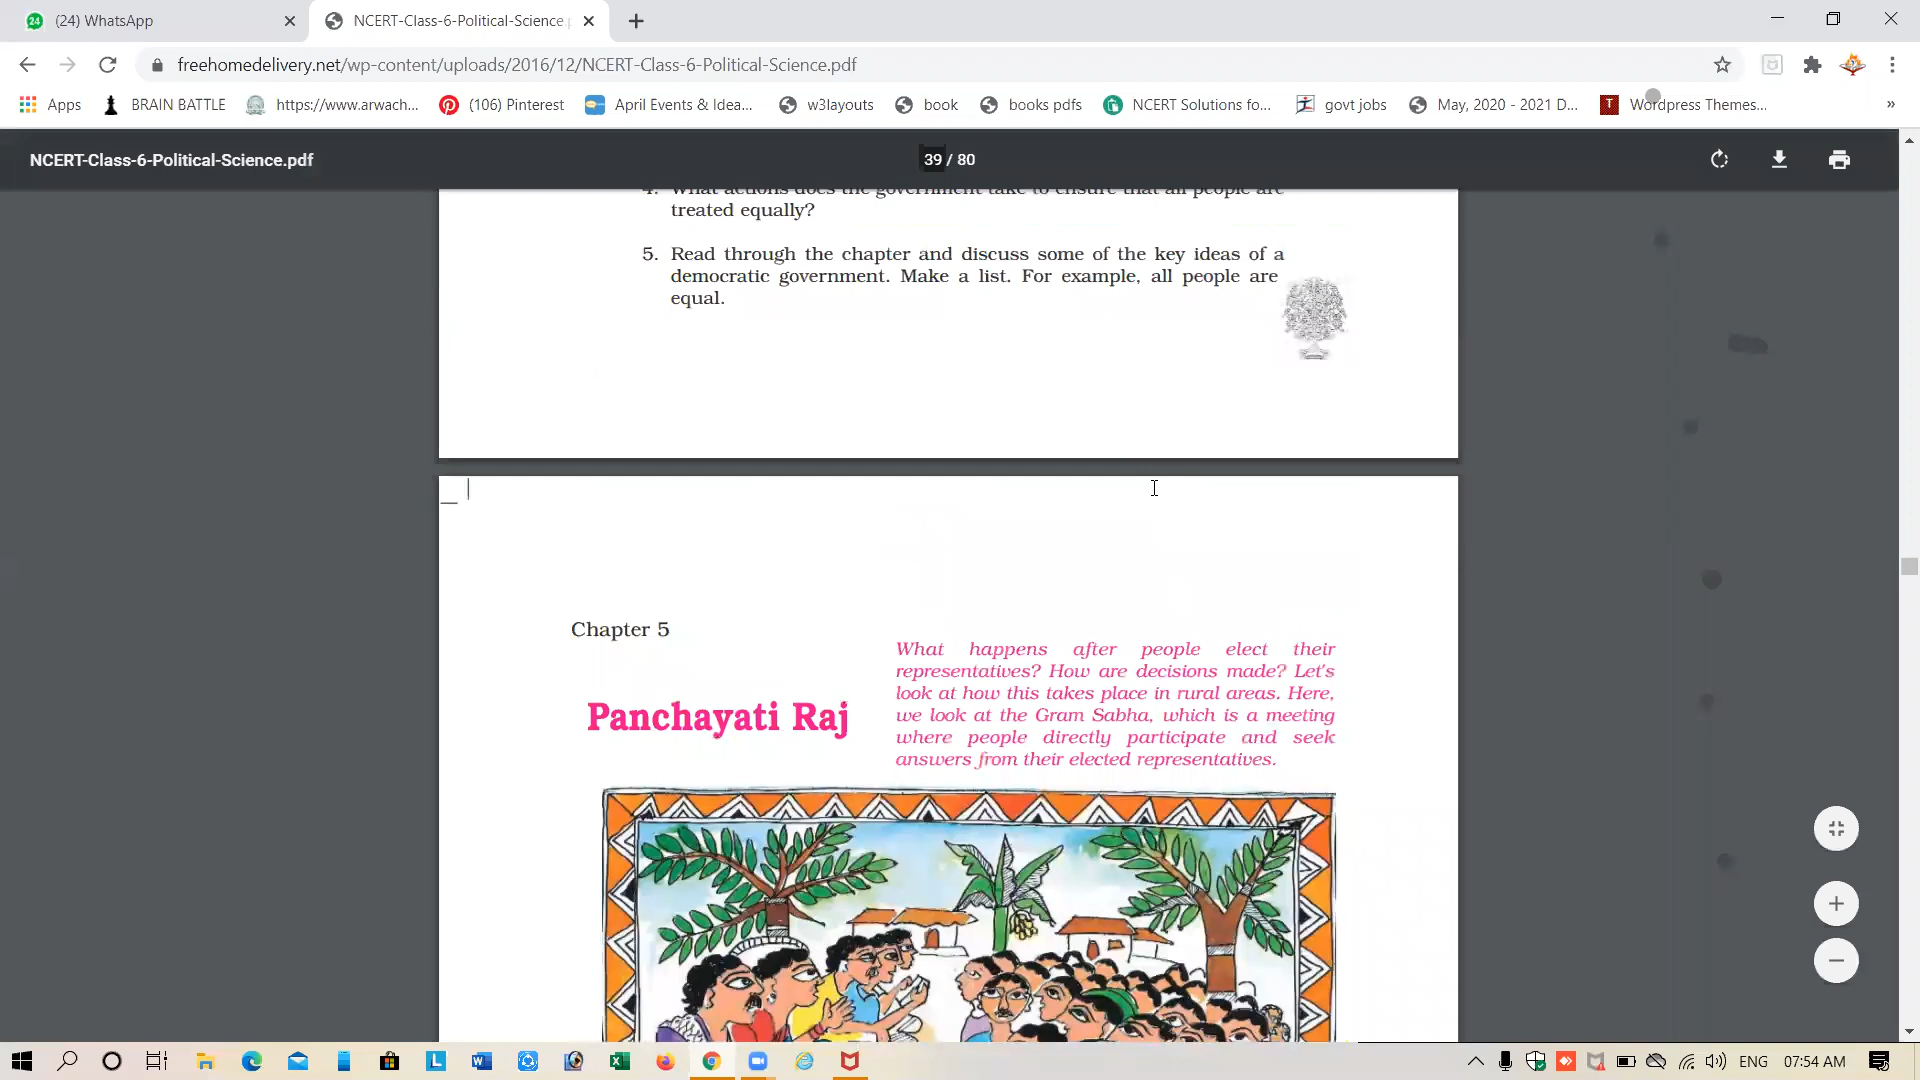 (24) WhatsApp
NCERT-Class-6-Political-Science.p
freehomedelivery.net/wp-content/uploads/2016/12/NCERT-Class-6-Political-Science.pdf
Apps BRAIN BATTLE https://www.arwach... (106) Pinterest April Events & Idea... w3layouts book books pdfs NCERT Solutions fo... govt jobs May, 2020 - 2021 D... Wordpress Themes... »
NCERT-Class-6-Political-Science.pdf 39 / 80
4. What actions does the government take to ensure that all people are
treated equally?
5. Read through the chapter and discuss some of the key ideas of a
democratic government. Make a list. For example, all people are
equal.
Chapter 5
Panchayati Raj
What happens after people elect their
representatives? How are decisions made? Let's
look at how this takes place in rural areas. Here,
we look at the Gram Sabha, which is a meeting
where people directly participate and seek
answers from their elected representatives.
ENG 07:54 AM